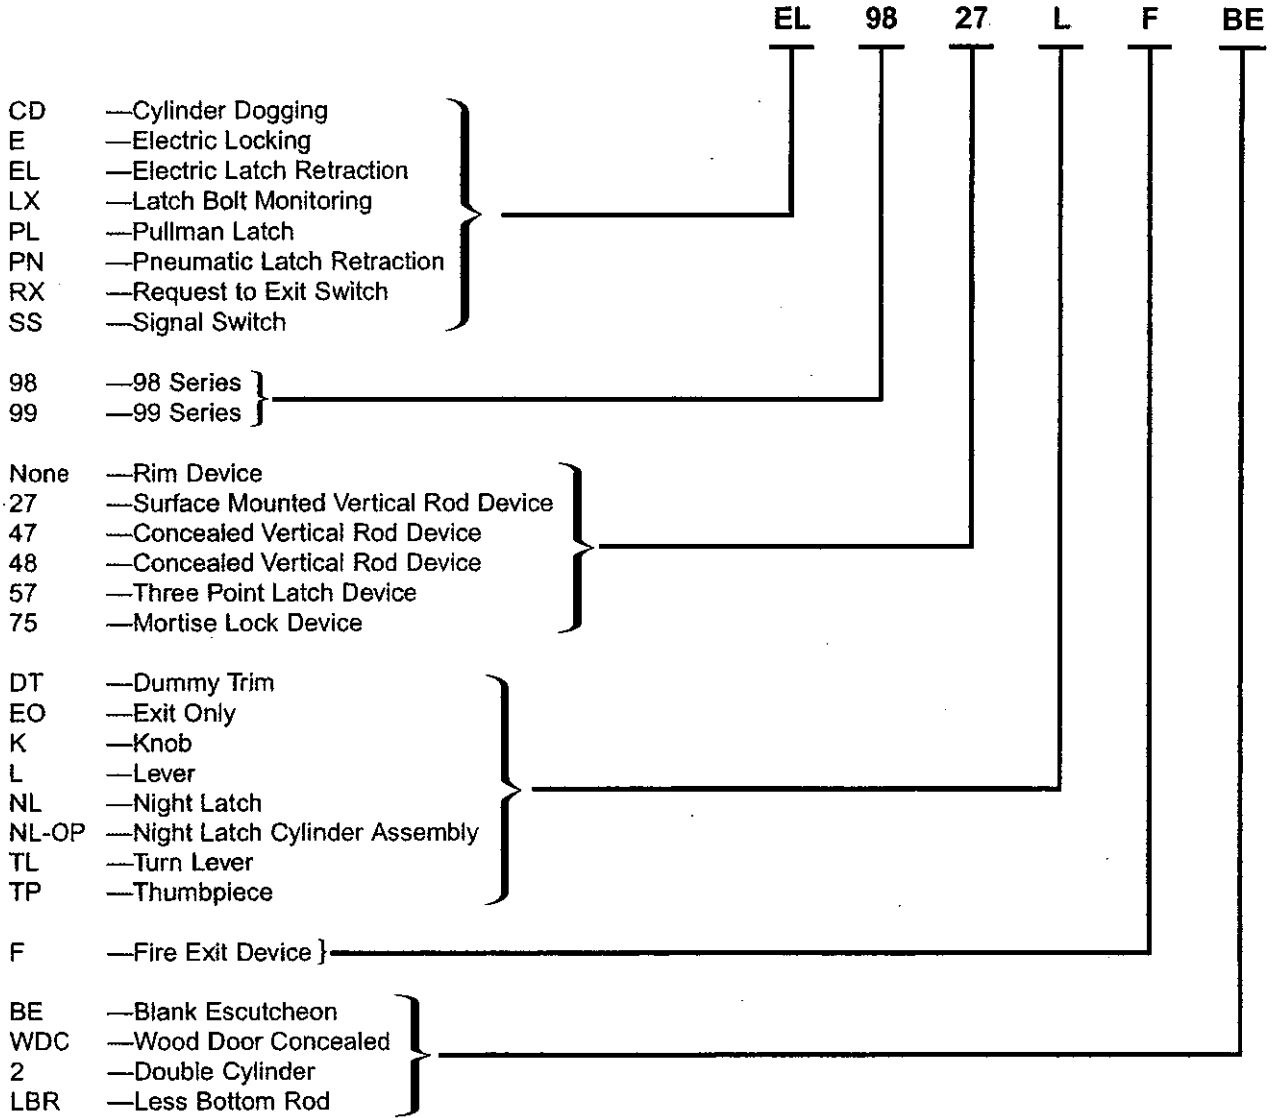 EL 98 27 L F BE
CD —Cylinder Dogging
E —Electric Locking
EL —Electric Latch Retraction
LX —Latch Bolt Monitoring
PL —Pullman Latch
PN —Pneumatic Latch Retraction
RX —Request to Exit Switch
SS —Signal Switch
98 —98 Series
99 —99 Series
None —Rim Device
27 —Surface Mounted Vertical Rod Device
47 —Concealed Vertical Rod Device
48 —Concealed Vertical Rod Device
57 —Three Point Latch Device
75 —Mortise Lock Device
DT —Dummy Trim
EO —Exit Only
K —Knob
L —Lever
NL —Night Latch
NL-OP —Night Latch Cylinder Assembly
TL —Turn Lever
TP —Thumbpiece
F —Fire Exit Device
BE —Blank Escutcheon
WDC —Wood Door Concealed
2 —Double Cylinder
LBR —Less Bottom Rod